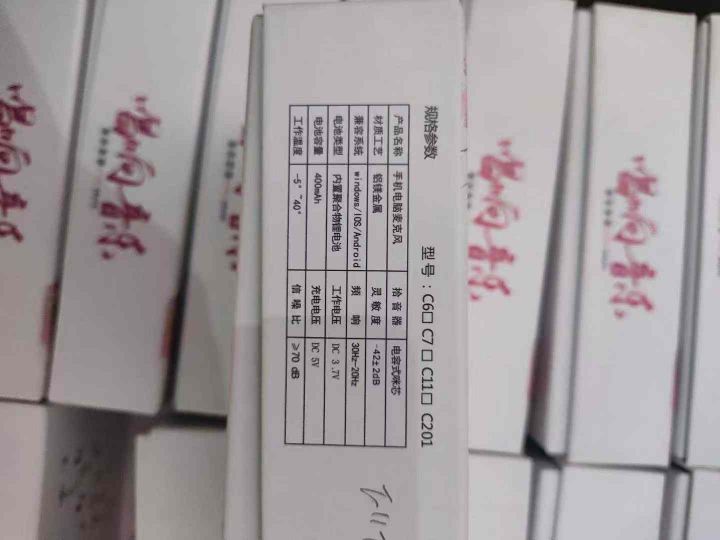 规格参数 型号：C6□ C7□ C11□ C201
产品名称 手机电脑麦克风 拾音器 电容式咪芯
材质工艺 铝镁金属 灵敏度 -42±2dB
兼容系统 windows/IOS/Android 频响 30Hz-20Hz
电池类型 内置聚合物锂电池 工作电压 DC 3.7V
电池容量 400mAh 充电电压 DC 5V
工作温度 -5°~40° 信噪比 ≥70 dB